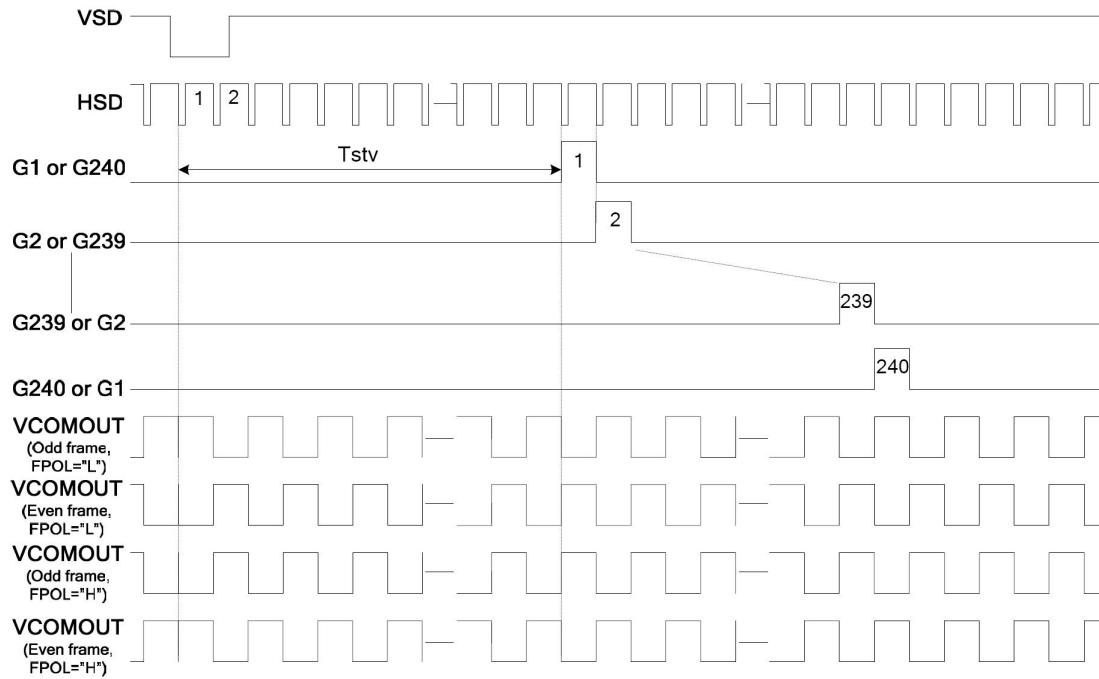 VSD
HSD
1
2
Tstv
G1 or G240
1
G2 or G239
2
G239 or G2
239
G240 or G1
240
VCOMOUT
(Odd frame,
FPOL="L")
VCOMOUT
(Even frame,
FPOL="L")
VCOMOUT
(Odd frame,
FPOL="H")
VCOMOUT
(Even frame,
FPOL="H")